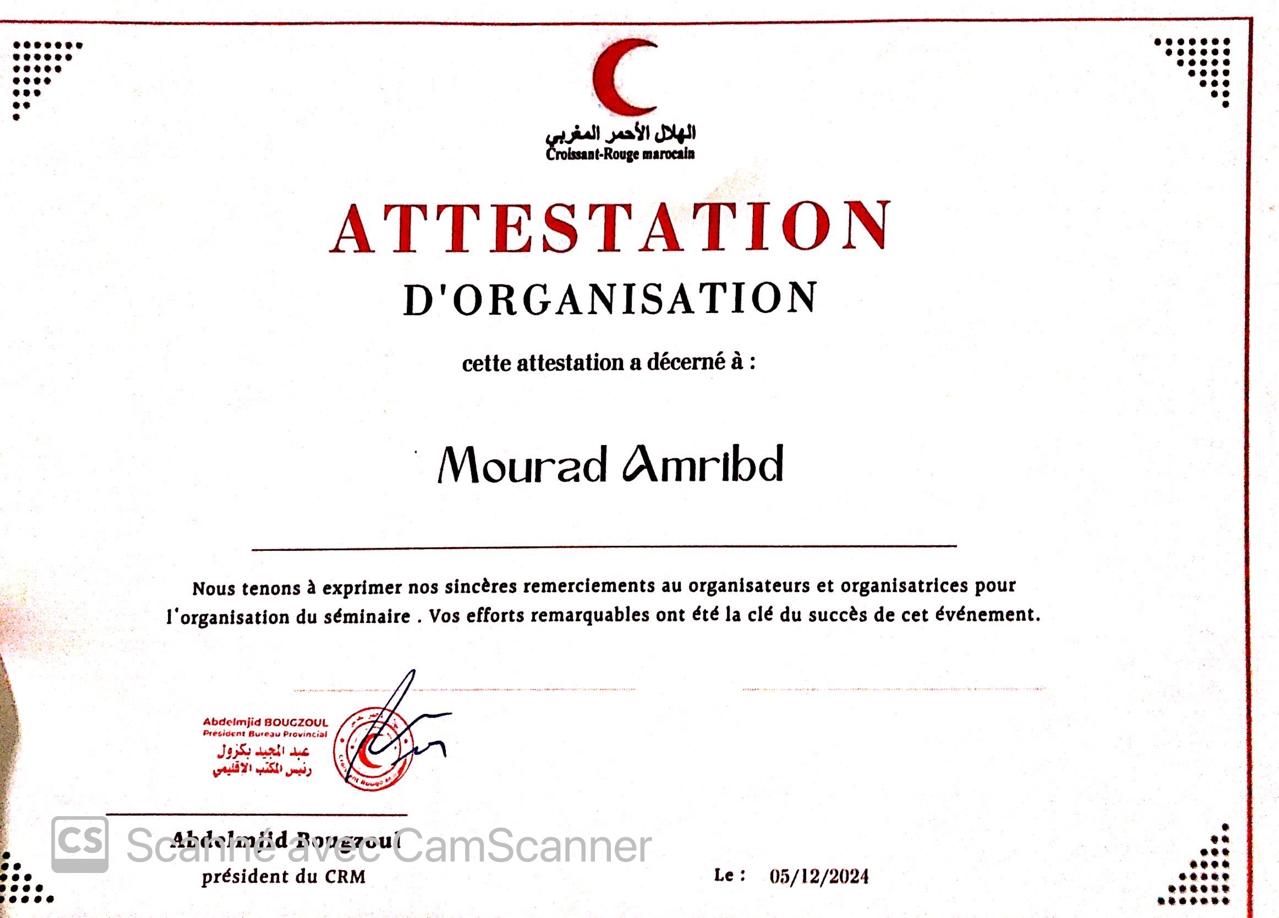 الهلال الأحمر المغربي
Croissant-Rouge marocain
ATTESTATION
D'ORGANISATION
cette attestation a décerné à :
Mourad Amribd
Nous tenons à exprimer nos sincères remerciements au organisateurs et organisatrices pour
l'organisation du séminaire . Vos efforts remarquables ont été la clé du succès de cet événement.
Abdelmjid BOUGZOUL
Président Bureau Provincial
عبد المجيد بكزول
رئيس المكتب الاقليمي
Abdelmjid Bougzoul
président du CRM
Le : 05/12/2024
CS Scanné avec CamScanner